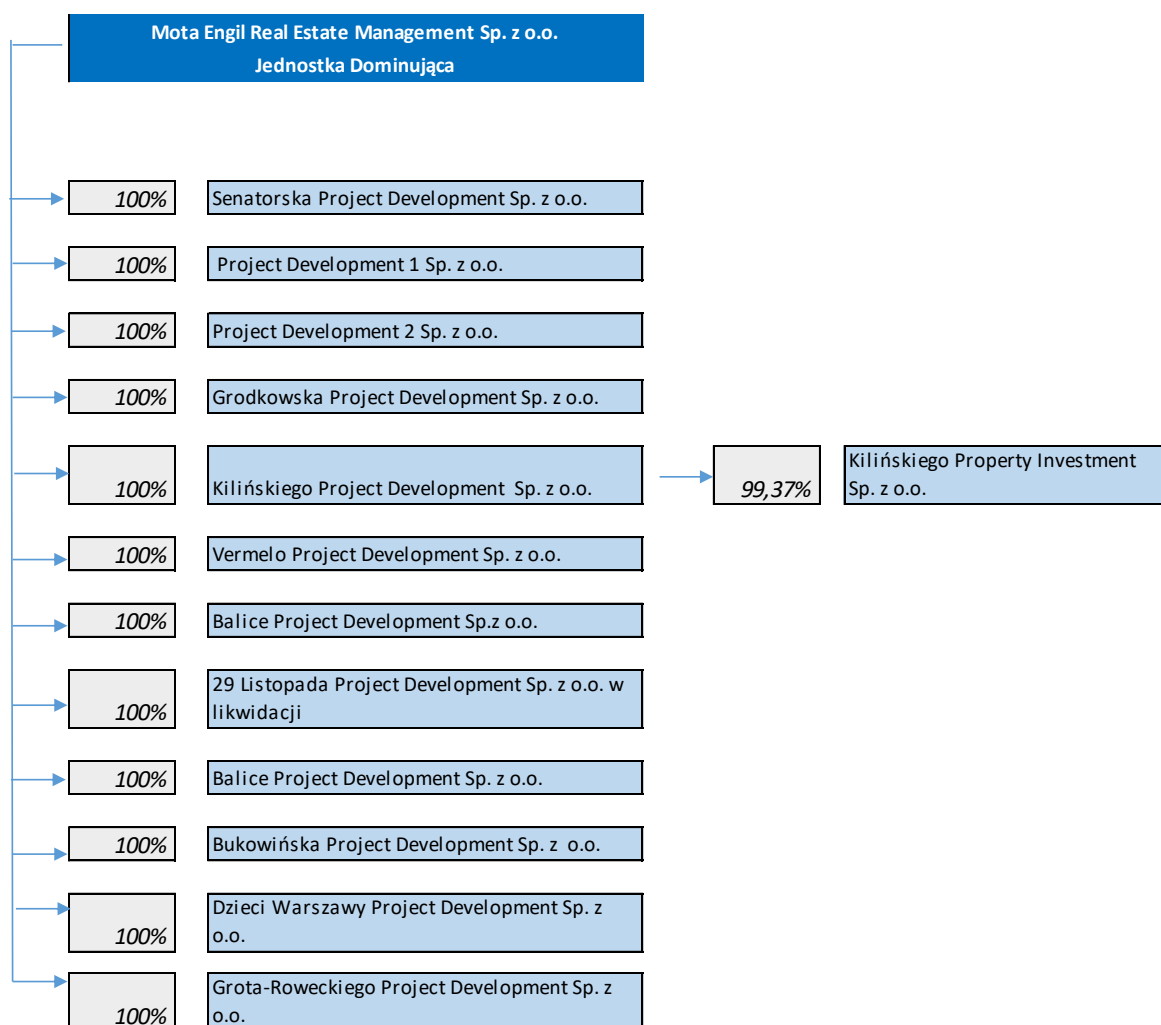 Mota Engil Real Estate Management Sp. z o.o.
Jednostka Dominująca
100% Senatorska Project Development Sp. z o.o.
100% Project Development 1 Sp. z o.o.
100% Project Development 2 Sp. z o.o.
100% Grodkowska Project Development Sp. z o.o.
100% Kilińskiego Project Development Sp. z o.o.
99,37%
Kilińskiego Property Investment
Sp. z o.o.
100% Vermelo Project Development Sp. z o.o.
100% Balice Project Development Sp.z o.o.
100%
29 Listopada Project Development Sp. z o.o. w
likwidacji
100% Balice Project Development Sp. z o.o.
100% Bukowińska Project Development Sp. z o.o.
100%
Dzieci Warszawy Project Development Sp. z
o.o.
100%
Grota-Roweckiego Project Development Sp. z
o.o.